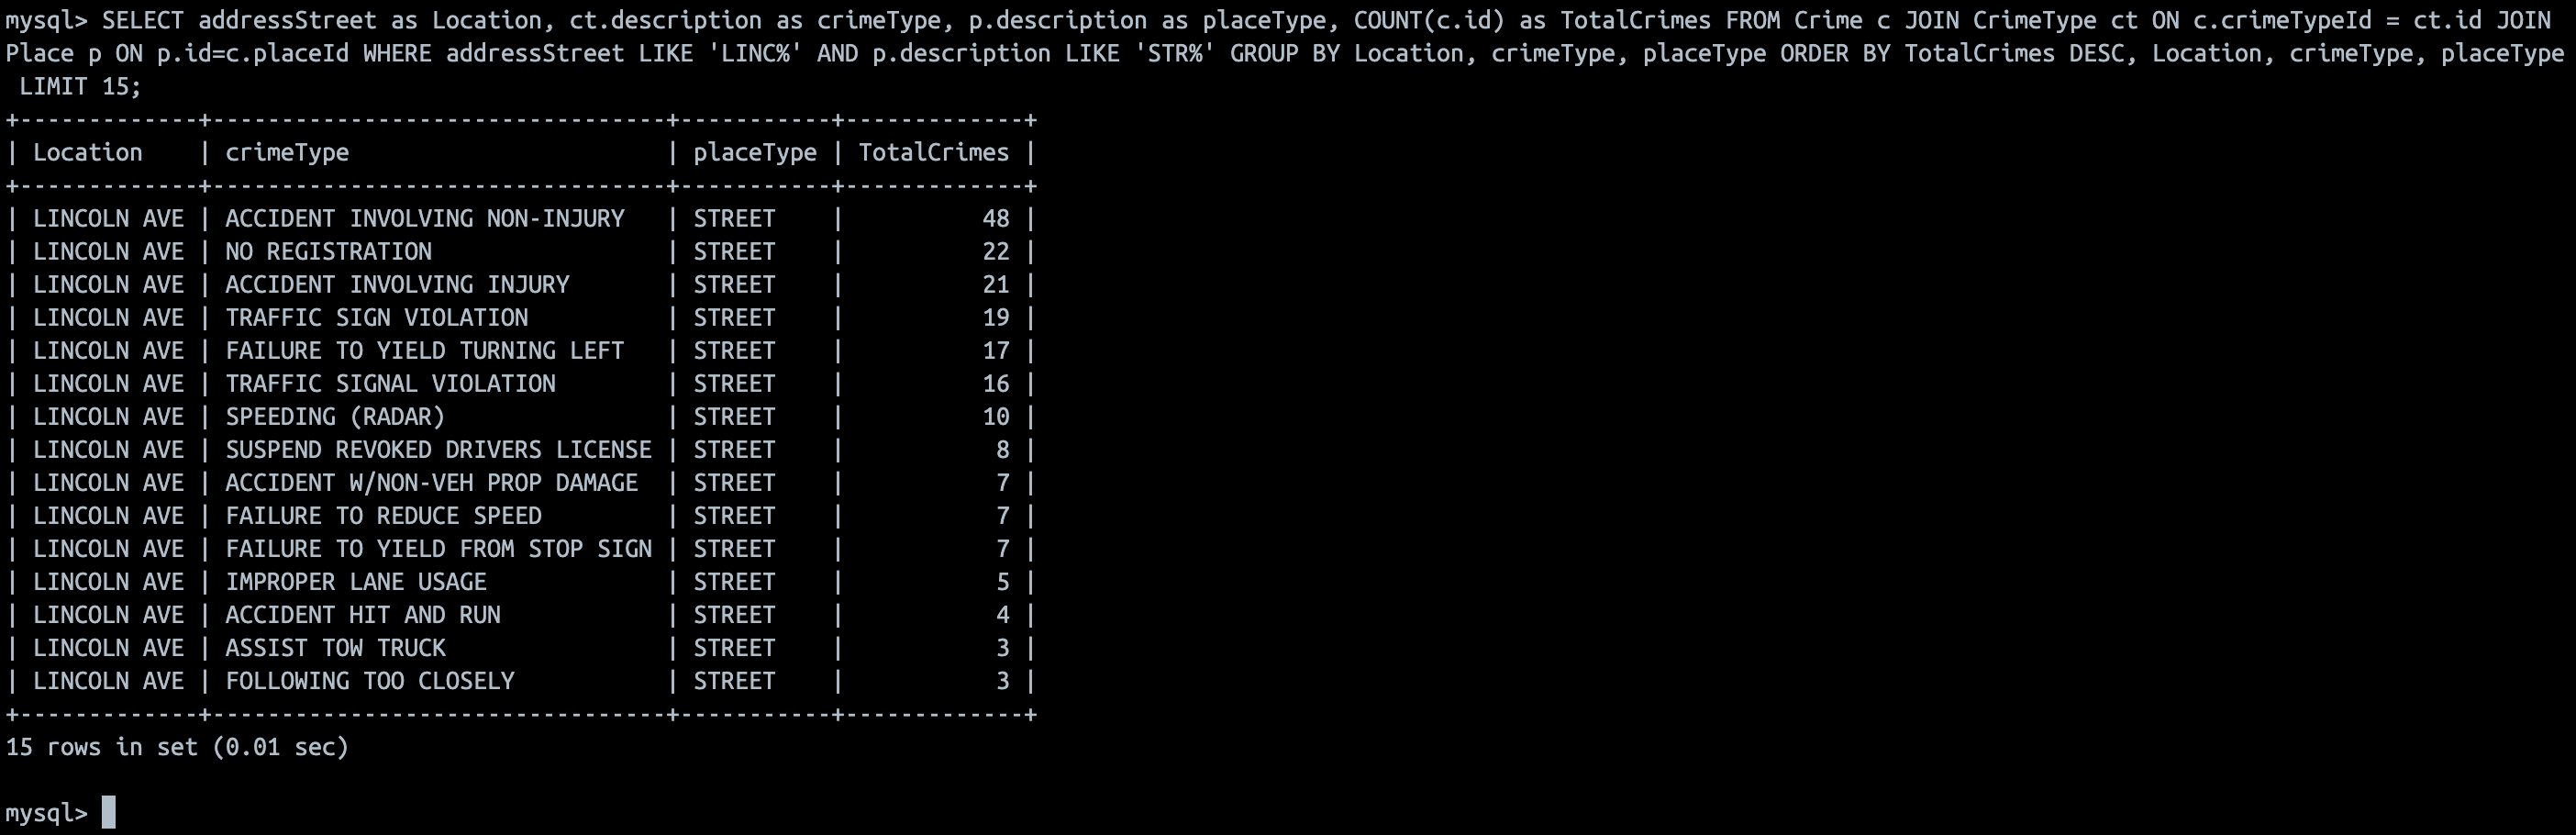 mysql> SELECT addressStreet as Location, ct.description as crimeType, p.description as placeType, COUNT(c.id) as TotalCrimes FROM Crime c JOIN CrimeType ct ON c.crimeTypeId = ct.id JOIN
Place p ON p.id=c.placeId WHERE addressStreet LIKE 'LINC%' AND p.description LIKE 'STR%' GROUP BY Location, crimeType, placeType ORDER BY TotalCrimes DESC, Location, crimeType, placeType
 LIMIT 15;
+-------------+---------------------------------+-----------+-------------+
| Location    | crimeType                       | placeType | TotalCrimes |
+-------------+---------------------------------+-----------+-------------+
| LINCOLN AVE | ACCIDENT INVOLVING NON-INJURY   | STREET    |          48 |
| LINCOLN AVE | NO REGISTRATION                 | STREET    |          22 |
| LINCOLN AVE | ACCIDENT INVOLVING INJURY       | STREET    |          21 |
| LINCOLN AVE | TRAFFIC SIGN VIOLATION          | STREET    |          19 |
| LINCOLN AVE | FAILURE TO YIELD TURNING LEFT   | STREET    |          17 |
| LINCOLN AVE | TRAFFIC SIGNAL VIOLATION        | STREET    |          16 |
| LINCOLN AVE | SPEEDING (RADAR)                | STREET    |          10 |
| LINCOLN AVE | SUSPEND REVOKED DRIVERS LICENSE | STREET    |           8 |
| LINCOLN AVE | ACCIDENT W/NON-VEH PROP DAMAGE  | STREET    |           7 |
| LINCOLN AVE | FAILURE TO REDUCE SPEED         | STREET    |           7 |
| LINCOLN AVE | FAILURE TO YIELD FROM STOP SIGN | STREET    |           7 |
| LINCOLN AVE | IMPROPER LANE USAGE             | STREET    |           5 |
| LINCOLN AVE | ACCIDENT HIT AND RUN            | STREET    |           4 |
| LINCOLN AVE | ASSIST TOW TRUCK                | STREET    |           3 |
| LINCOLN AVE | FOLLOWING TOO CLOSELY           | STREET    |           3 |
+-------------+---------------------------------+-----------+-------------+
15 rows in set (0.01 sec)
mysql>